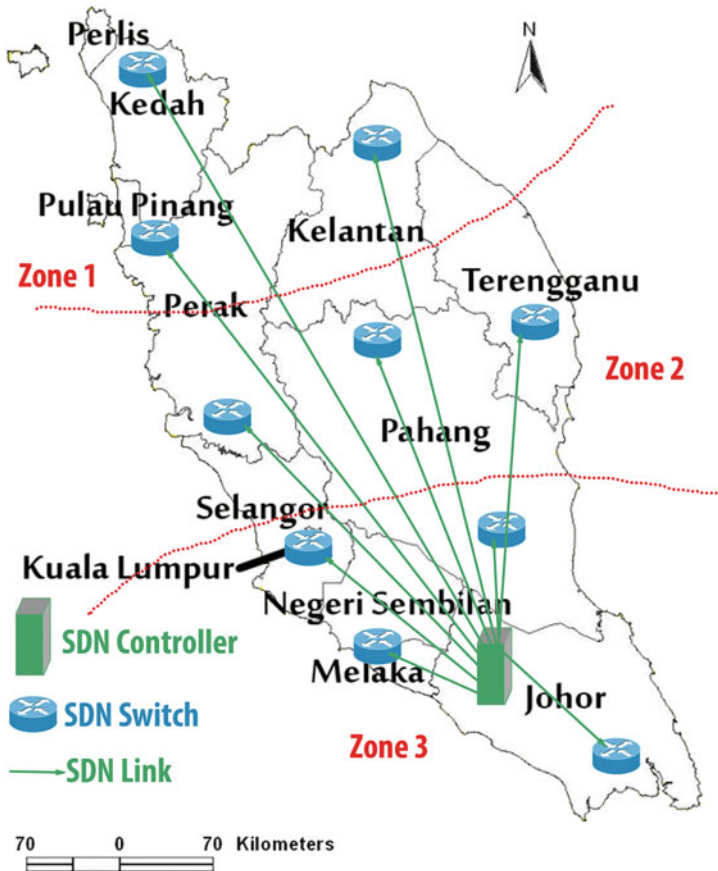 Perlis
N
Kedah
Pulau Pinang
Kelantan
Zone 1
Perak
Terengganu
Zone 2
Pahang
Selangor
Kuala Lumpur
Negeri Sembilan
SDN Controller
Melaka
Johor
SDN Switch
Zone 3
SDN Link
70 0 70 Kilometers